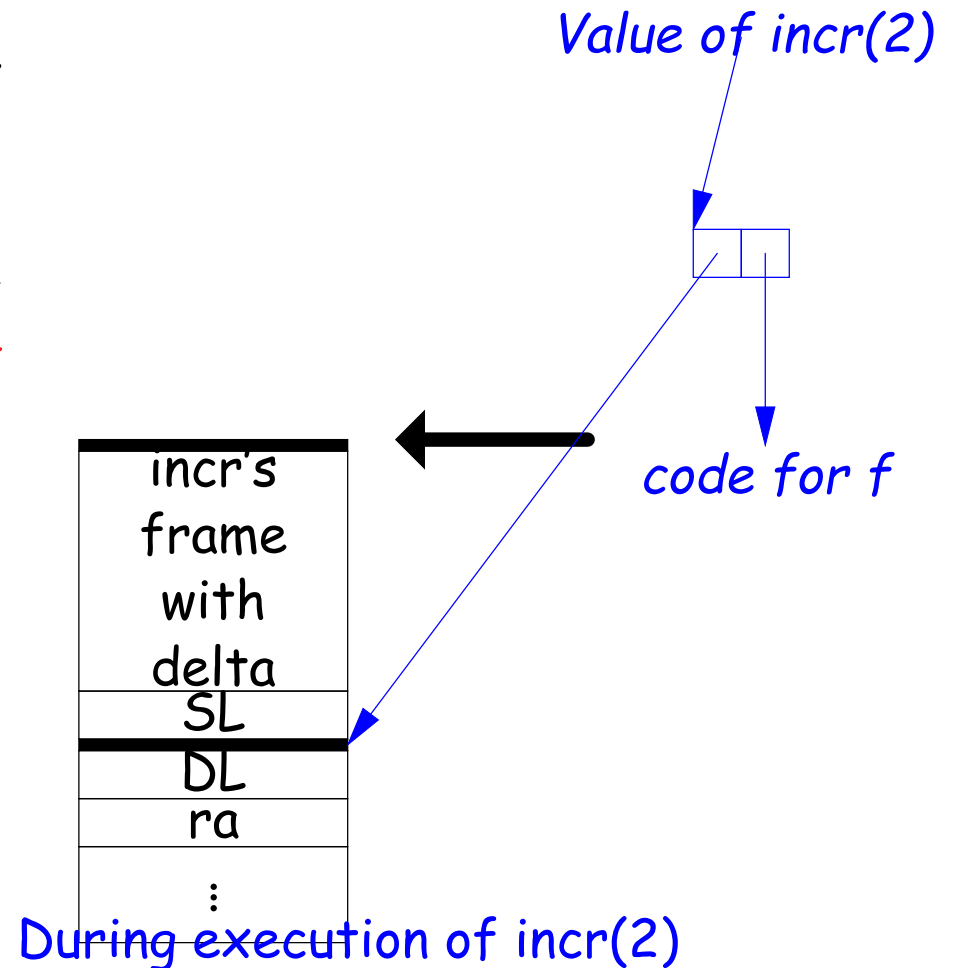 Value of incr(2)
code for f
incr's
frame
with
delta
SL
DL
ra
⋮
During execution of incr(2)